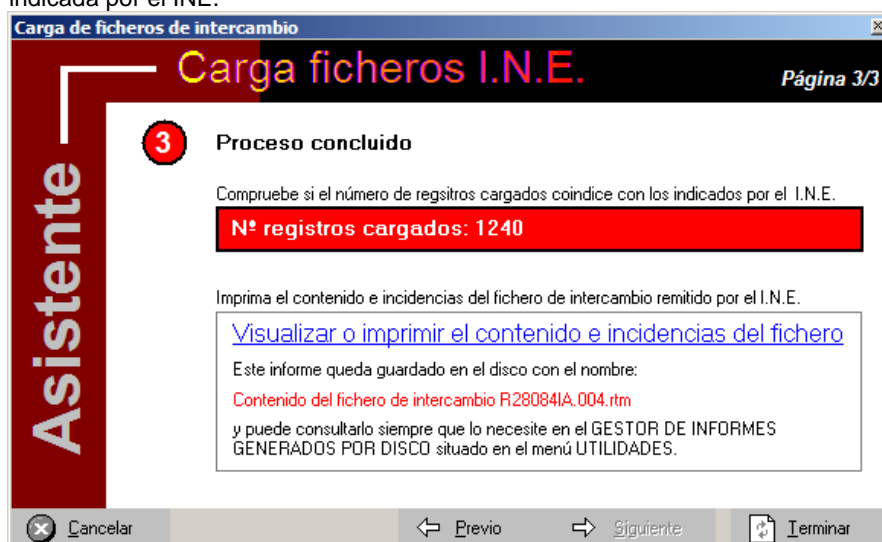 indicada por el INE.
Carga de ficheros de intercambio
Carga ficheros I.N.E.
Página 3/3
Asistente
3 Proceso concluido
Compruebe si el número de regsitros cargados coindice con los indicados por el I.N.E.
Nº registros cargados: 1240
Imprima el contenido e incidencias del fichero de intercambio remitido por el I.N.E.
Visualizar o imprimir el contenido e incidencias del fichero
Este informe queda guardado en el disco con el nombre:
Contenido del fichero de intercambio R28084IA.004.rtm
y puede consultarlo siempre que lo necesite en el GESTOR DE INFORMES
GENERADOS POR DISCO situado en el menú UTILIDADES.
Cancelar Previo Siguiente Terminar